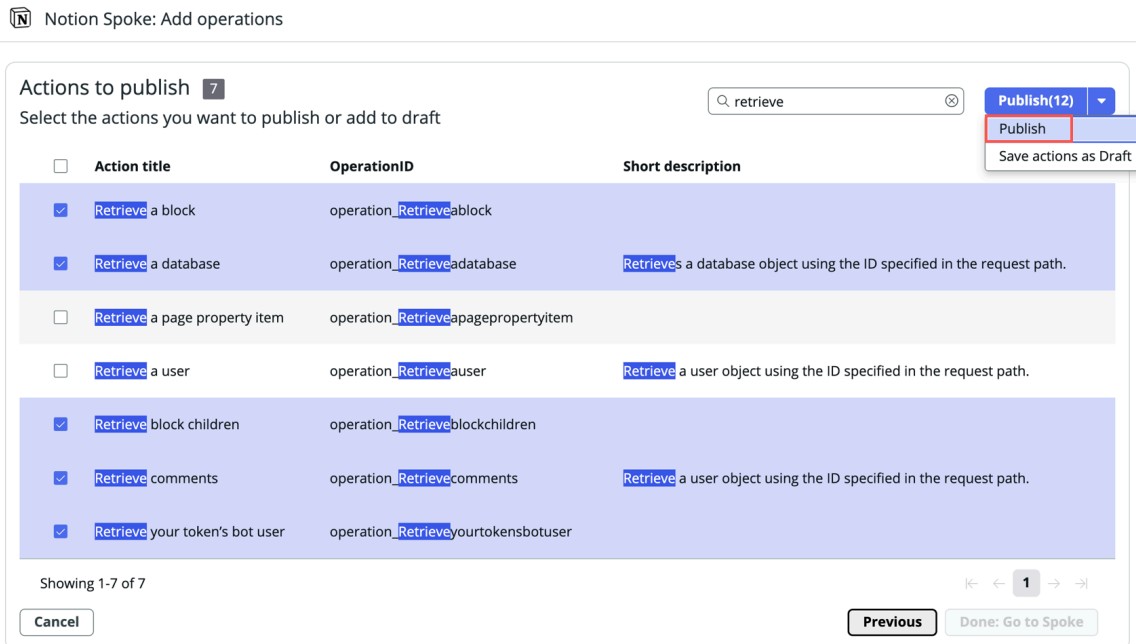 Notion Spoke: Add operations
Actions to publish 7
Select the actions you want to publish or add to draft
retrieve
Publish(12)
Publish
Save actions as Draft
Action title OperationID Short description
Retrieve a block operation_Retrieveablock
Retrieve a database operation_Retrieveadatabase Retrieves a database object using the ID specified in the request path.
Retrieve a page property item operation_Retrieveapagepropertyitem
Retrieve a user operation_Retrieveauser Retrieve a user object using the ID specified in the request path.
Retrieve block children operation_Retrieveblockchildren
Retrieve comments operation_Retrievecomments Retrieve a user object using the ID specified in the request path.
Retrieve your token’s bot user operation_Retrieveyourtokensbotuser
Showing 1-7 of 7
1
Cancel Previous Done: Go to Spoke